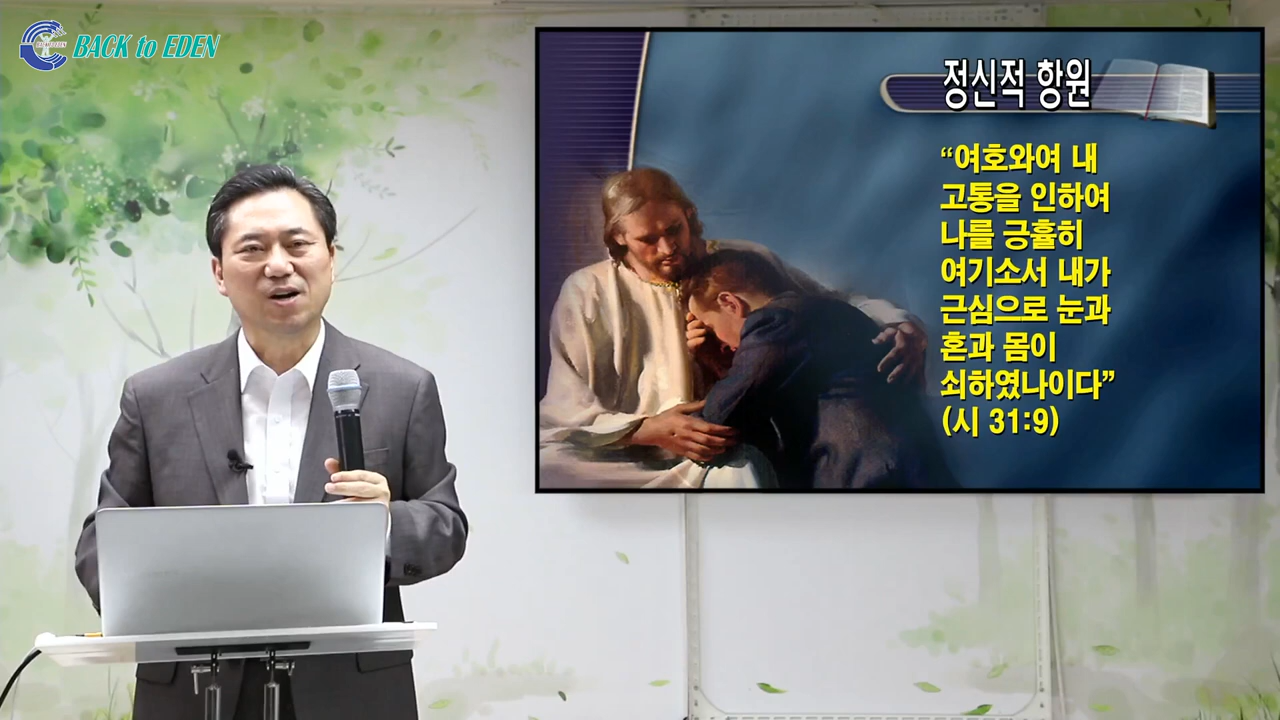 BACK to EDEN
정신적 항원
“여호와여 내
고통을 인하여
나를 긍휼히
여기소서 내가
근심으로 눈과
혼과 몸이
쇠하였나이다”
(시 31:9)